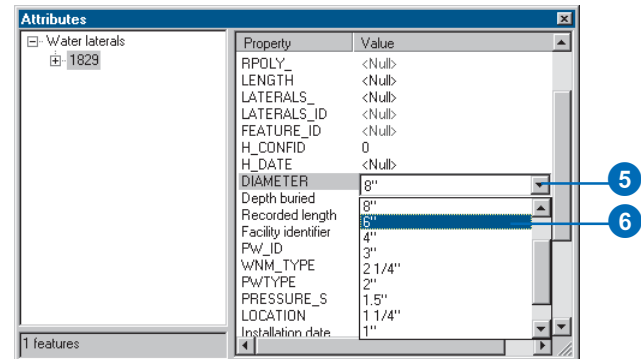 Attributes
Water laterals
1829
Property Value
RPOLY_ <Null>
LENGTH <Null>
LATERALS_ <Null>
LATERALS_ID <Null>
FEATURE_ID <Null>
H_CONFID 0
H_DATE <Null>
DIAMETER 8"
Depth buried 8"
Recorded length 6"
Facility identifier 4"
PW_ID 3"
WNM_TYPE 2 1/4"
PWTYPE 2"
PRESSURE_S 1.5"
LOCATION 1 1/4"
Installation date 1"
1 features
5
6